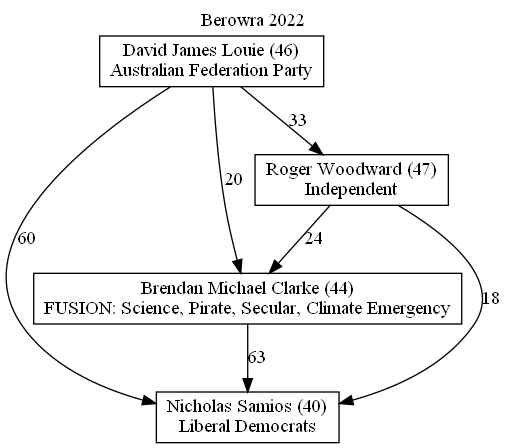 Berowra 2022
David James Louie (46)
Australian Federation Party
33
Roger Woodward (47)
Independent
20
60
24
Brendan Michael Clarke (44)
FUSION: Science, Pirate, Secular, Climate Emergency
18
63
Nicholas Samios (40)
Liberal Democrats